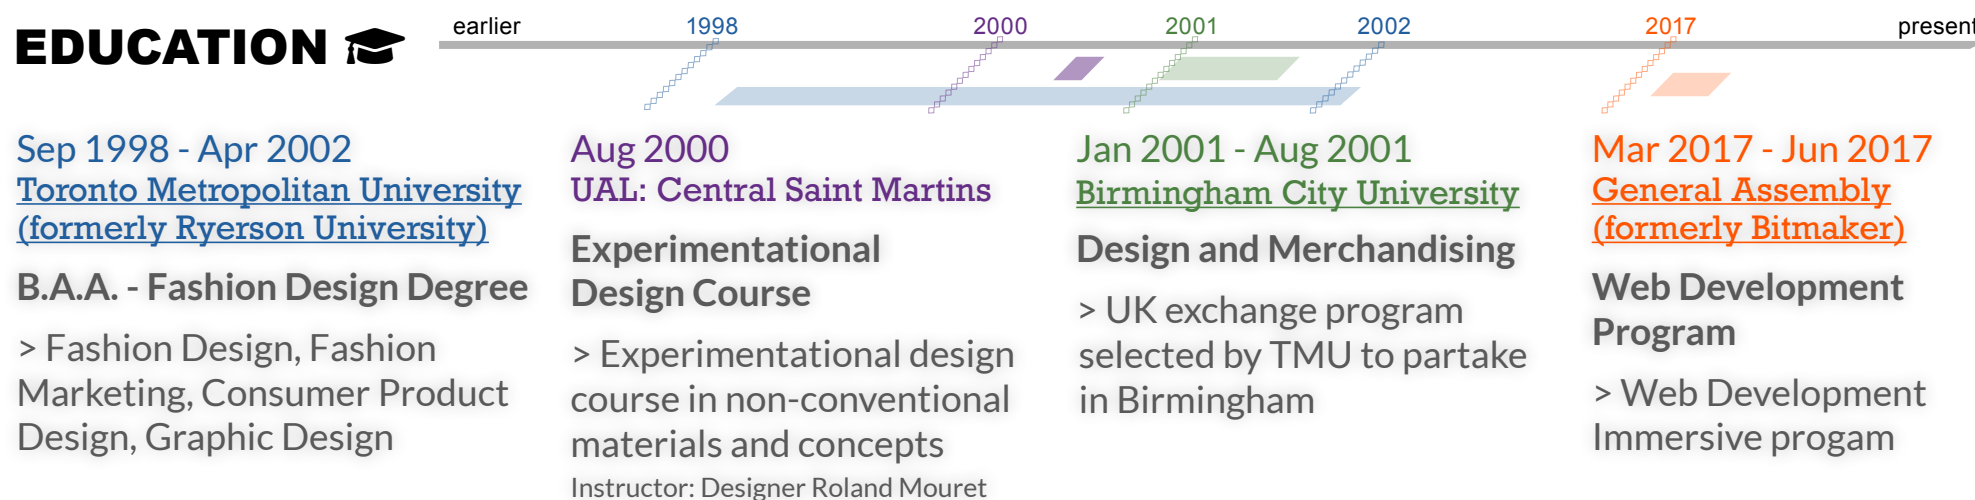 EDUCATION
earlier
1998
2000
2001
2002
2017
present
Sep 1998 - Apr 2002
Toronto Metropolitan University
(formerly Ryerson University)
B.A.A. - Fashion Design Degree
> Fashion Design, Fashion
Marketing, Consumer Product
Design, Graphic Design
Aug 2000
UAL: Central Saint Martins
Experimentational
Design Course
> Experimentational design
course in non-conventional
materials and concepts
Instructor: Designer Roland Mouret
Jan 2001 - Aug 2001
Birmingham City University
Design and Merchandising
> UK exchange program
selected by TMU to partake
in Birmingham
Mar 2017 - Jun 2017
General Assembly
(formerly Bitmaker)
Web Development
Program
> Web Development
Immersive progam